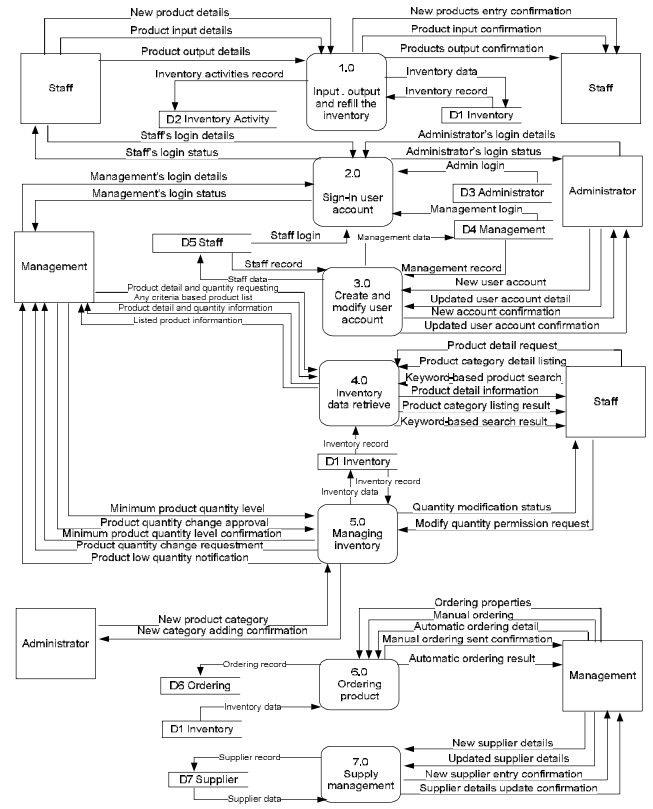 New product details
New products entry confirmation
Product input details
Product input confirmation
Product output details
Products output confirmation
1.0
Input . output
and refill the
inventory
Staff
Staff
Inventory activities record
Inventory data
Inventory record
D2 Inventory Activity
D1 Inventory
Staff's login details
Administrator's login details
Staff's login status
Administrator's login status
2.0
Sign-in user
account
Admin login
Management's login details
D3 Administrator
Administrator
Management's login status
Management login
D4 Management
Staff login
D5 Staff
Management data
Management
Staff record
Management record
3.0
Create and
modify user
account
Staff data
New user account
Product detail and quantity requesting
Any criteria based product list
Updated user account detail
Product detail and quantity information
New account confirmation
Listed product informantion
Updated user account confirmation
Product detail request
Product category detail listing
4.0
Inventory
data retrieve
Keyword-based product search
Product detail information
Staff
Product category listing result
Keyword-based search result
Inventory record
D1 Inventory
Inventory record
Inventory data
Minimum product quantity level
Quantity modification status
5.0
Managing
inventory
Product quantity change approval
Modify quantity permission request
Minimum product quantity level confirmation
Product quantity change requestment
Product low quantity notification
Ordering properties
Manual ordering
New product category
Automatic ordering detail
New category adding confirmation
Manual ordering sent confirmation
Administrator
Ordering record
Automatic ordering result
6.0
Ordering
product
D6 Ordering
Management
Inventory data
D1 Inventory
New supplier details
Supplier record
Updated supplier details
7.0
Supply
management
D7 Supplier
New supplier entry confirmation
Supplier data
Supplier details update confirmation